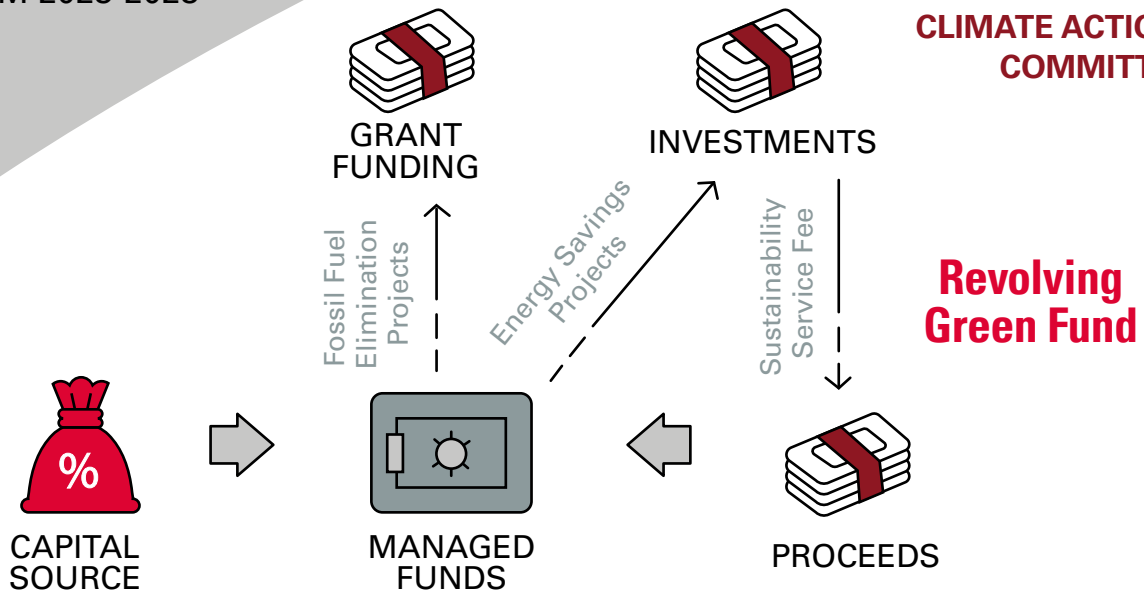 CLIMATE ACTIO
COMMITT
GRANT
FUNDING
INVESTMENTS
Fossil Fuel
Elimination
Projects
Energy Savings
Projects
Sustainability
Service Fee
Revolving
Green Fund
%
CAPITAL
SOURCE
MANAGED
FUNDS
PROCEEDS